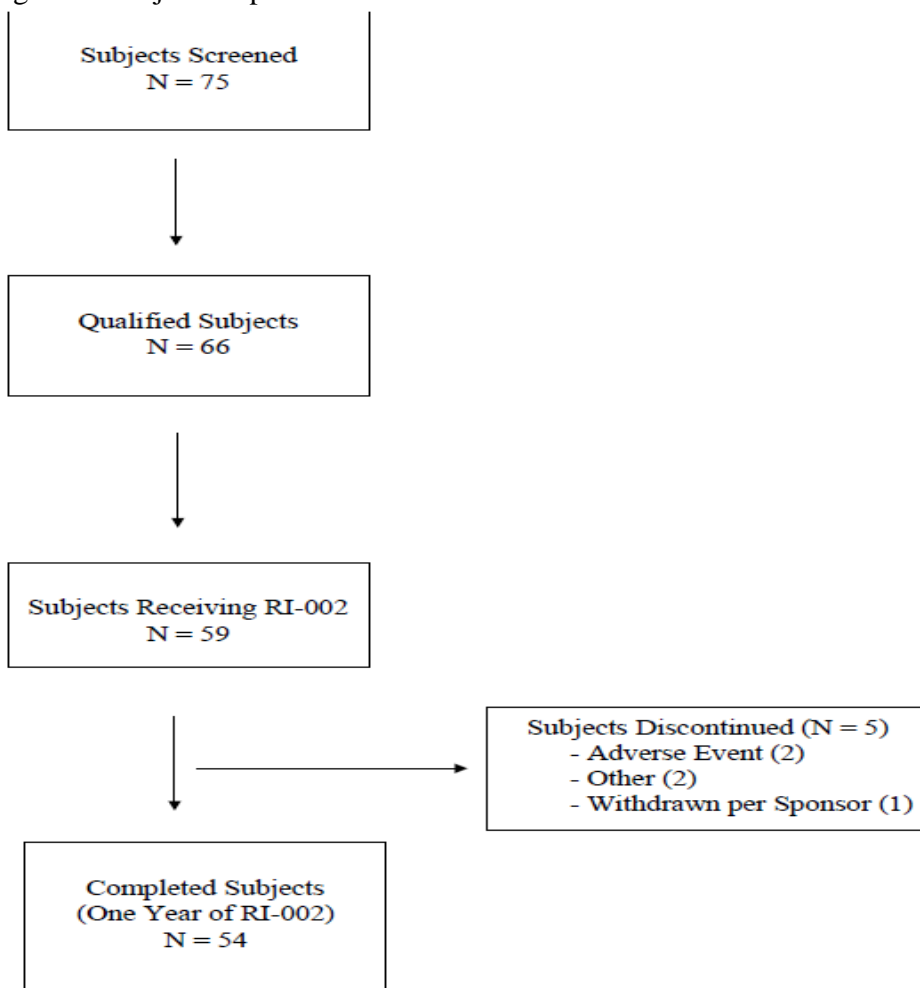 Subjects Screened
N = 75
Qualified Subjects
N = 66
Subjects Receiving RI-002
N = 59
Subjects Discontinued (N = 5)
- Adverse Event (2)
- Other (2)
- Withdrawn per Sponsor (1)
Completed Subjects
(One Year of RI-002)
N = 54